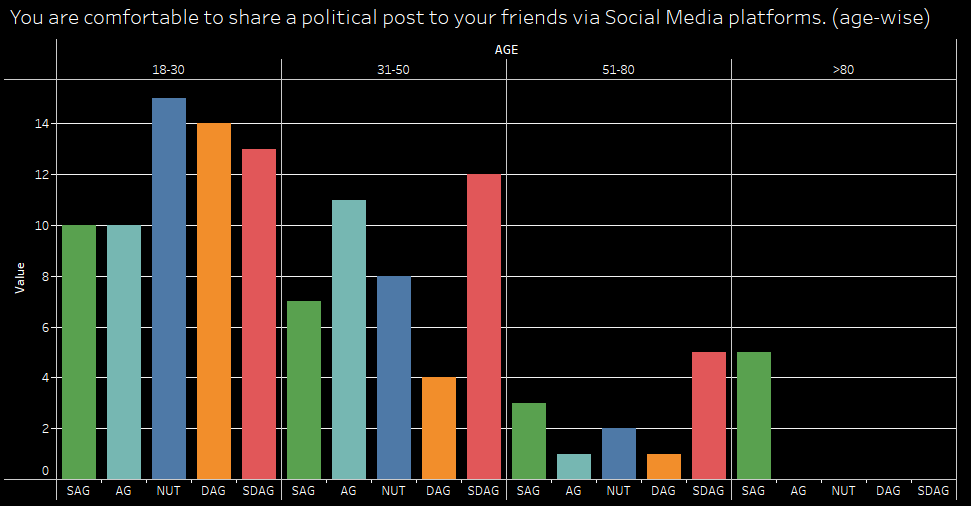 You are comfortable to share a political post to your friends via Social Media platforms. (age-wise)
AGE
18-30 31-50 51-80 >80
Value
14
12
10
8
6
4
2
0
SAG AG NUT DAG SDAG SAG AG NUT DAG SDAG SAG AG NUT DAG SDAG SAG AG NUT DAG SDAG